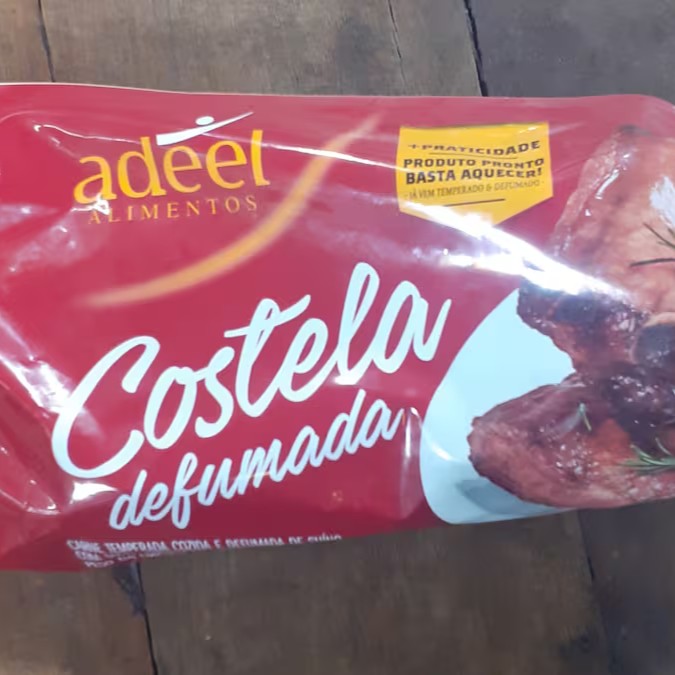 adeel
ALIMENTOS
+PRATICIDADE
PRODUTO PRONTO
BASTA AQUECER!
JÁ VEM TEMPERADO & DEFUMADO
Costela
defumada
CARNE TEMPERADA COZIDA E DEFUMADA DE SUÍNO
COM